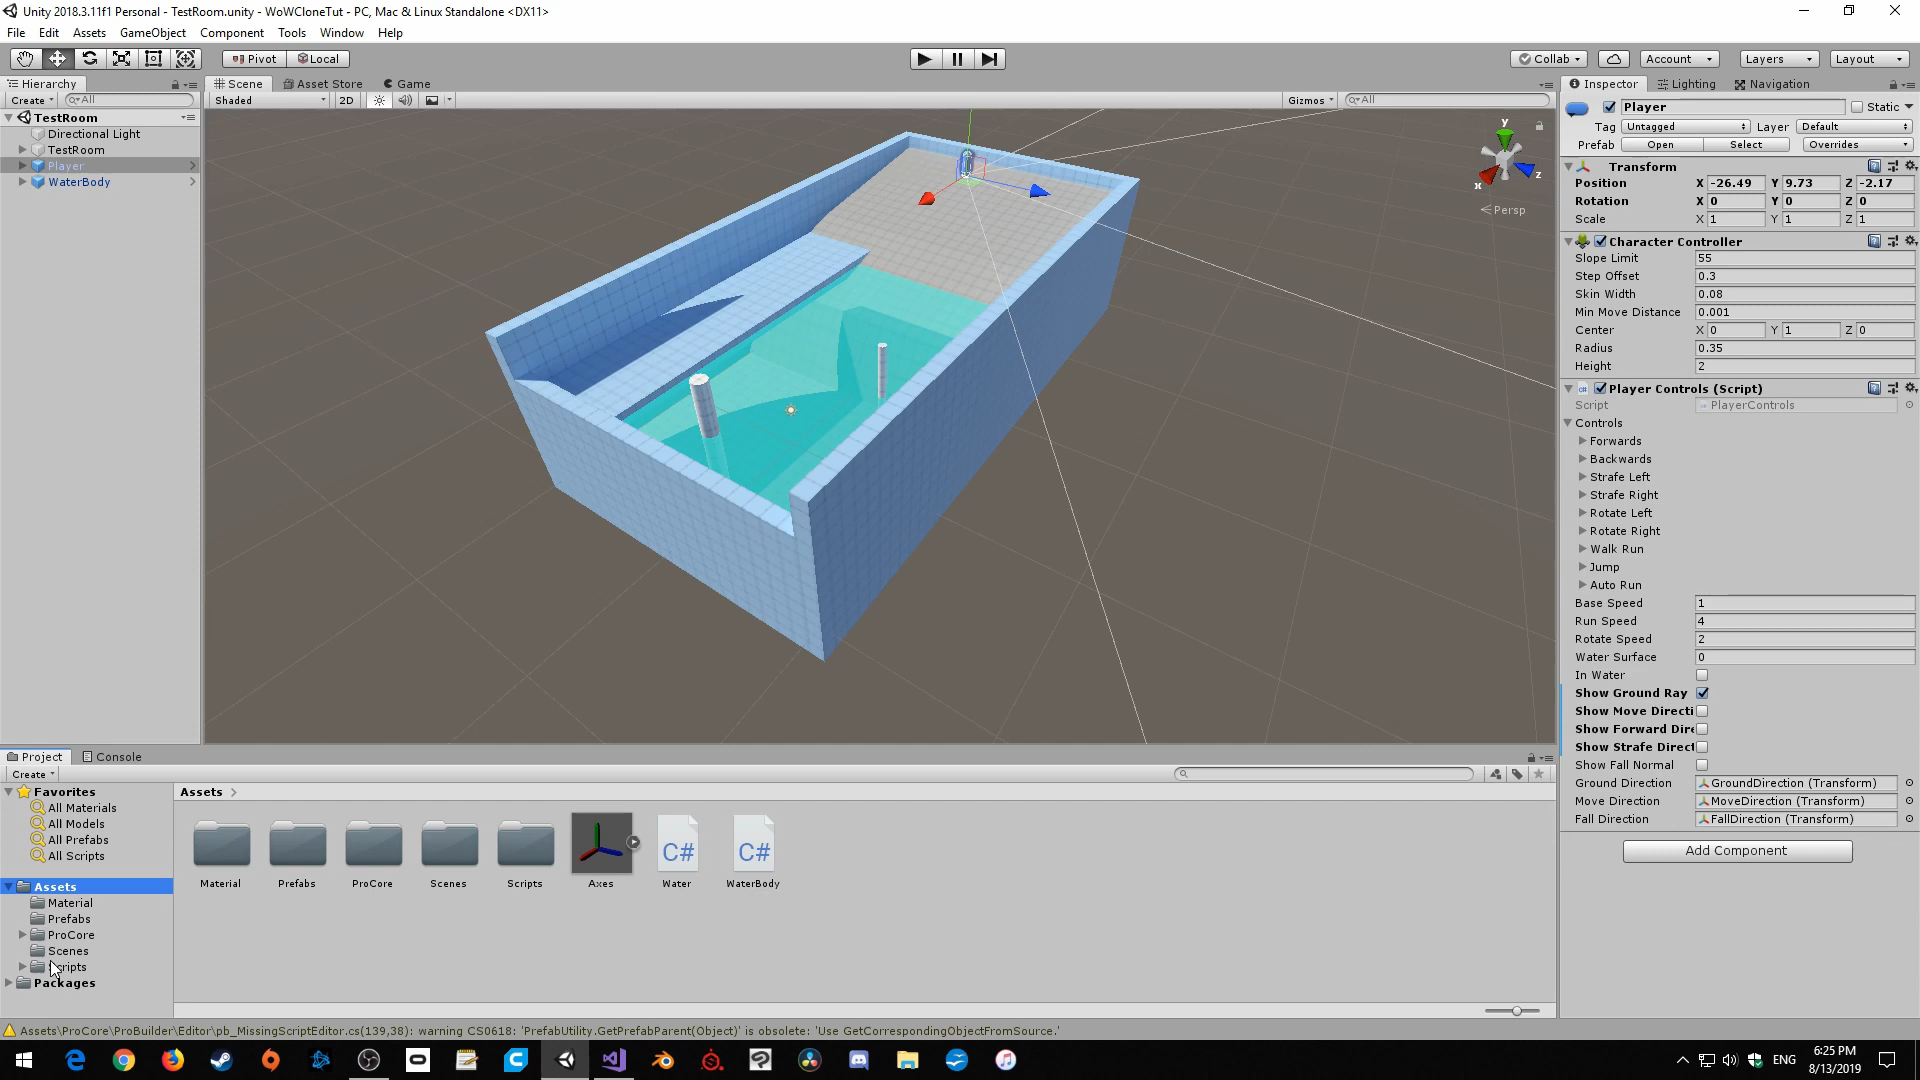 Unity 2018.3.11f1 Personal - TestRoom.unity - WoWCloneTut - PC, Mac & Linux Standalone <DX11>
File Edit Assets GameObject Component Tools Window Help
Pivot Local Collab Account Layers Layout
Hierarchy
Create All
TestRoom
Directional Light
TestRoom
Player
WaterBody
Scene Asset Store Game
Shaded 2D Gizmos All
y
x
z
Persp
Inspector Lighting Navigation
Player Static
Tag Untagged Layer Default
Prefab Open Select Overrides
Transform
Position X -26.49 Y 9.73 Z -2.17
Rotation X 0 Y 0 Z 0
Scale X 1 Y 1 Z 1
Character Controller
Slope Limit 55
Step Offset 0.3
Skin Width 0.08
Min Move Distance 0.001
Center X 0 Y 1 Z 0
Radius 0.35
Height 2
Player Controls (Script)
Script PlayerControls
Controls
Forwards
Backwards
Strafe Left
Strafe Right
Rotate Left
Rotate Right
Walk Run
Jump
Auto Run
Base Speed 1
Run Speed 4
Rotate Speed 2
Water Surface 0
In Water
Show Ground Ray
Show Move Directi
Show Forward Dire
Show Strafe Direct
Show Fall Normal
Ground Direction GroundDirection (Transform)
Move Direction MoveDirection (Transform)
Fall Direction FallDirection (Transform)
Add Component
Project Console
Create
Favorites
All Materials
All Models
All Prefabs
All Scripts
Assets
Material
Prefabs
ProCore
Scenes
Packages
Assets
C# C#
Material Prefabs ProCore Scenes Scripts Axes Water WaterBody
Assets\ProCore\ProBuilder\Editor\pb_MissingScriptEditor.cs(139,38): warning CS0618: 'PrefabUtility.GetPrefabParent(Object)' is obsolete: 'Use GetCorrespondingObjectFromSource.'
ENG
6:25 PM
8/13/2019